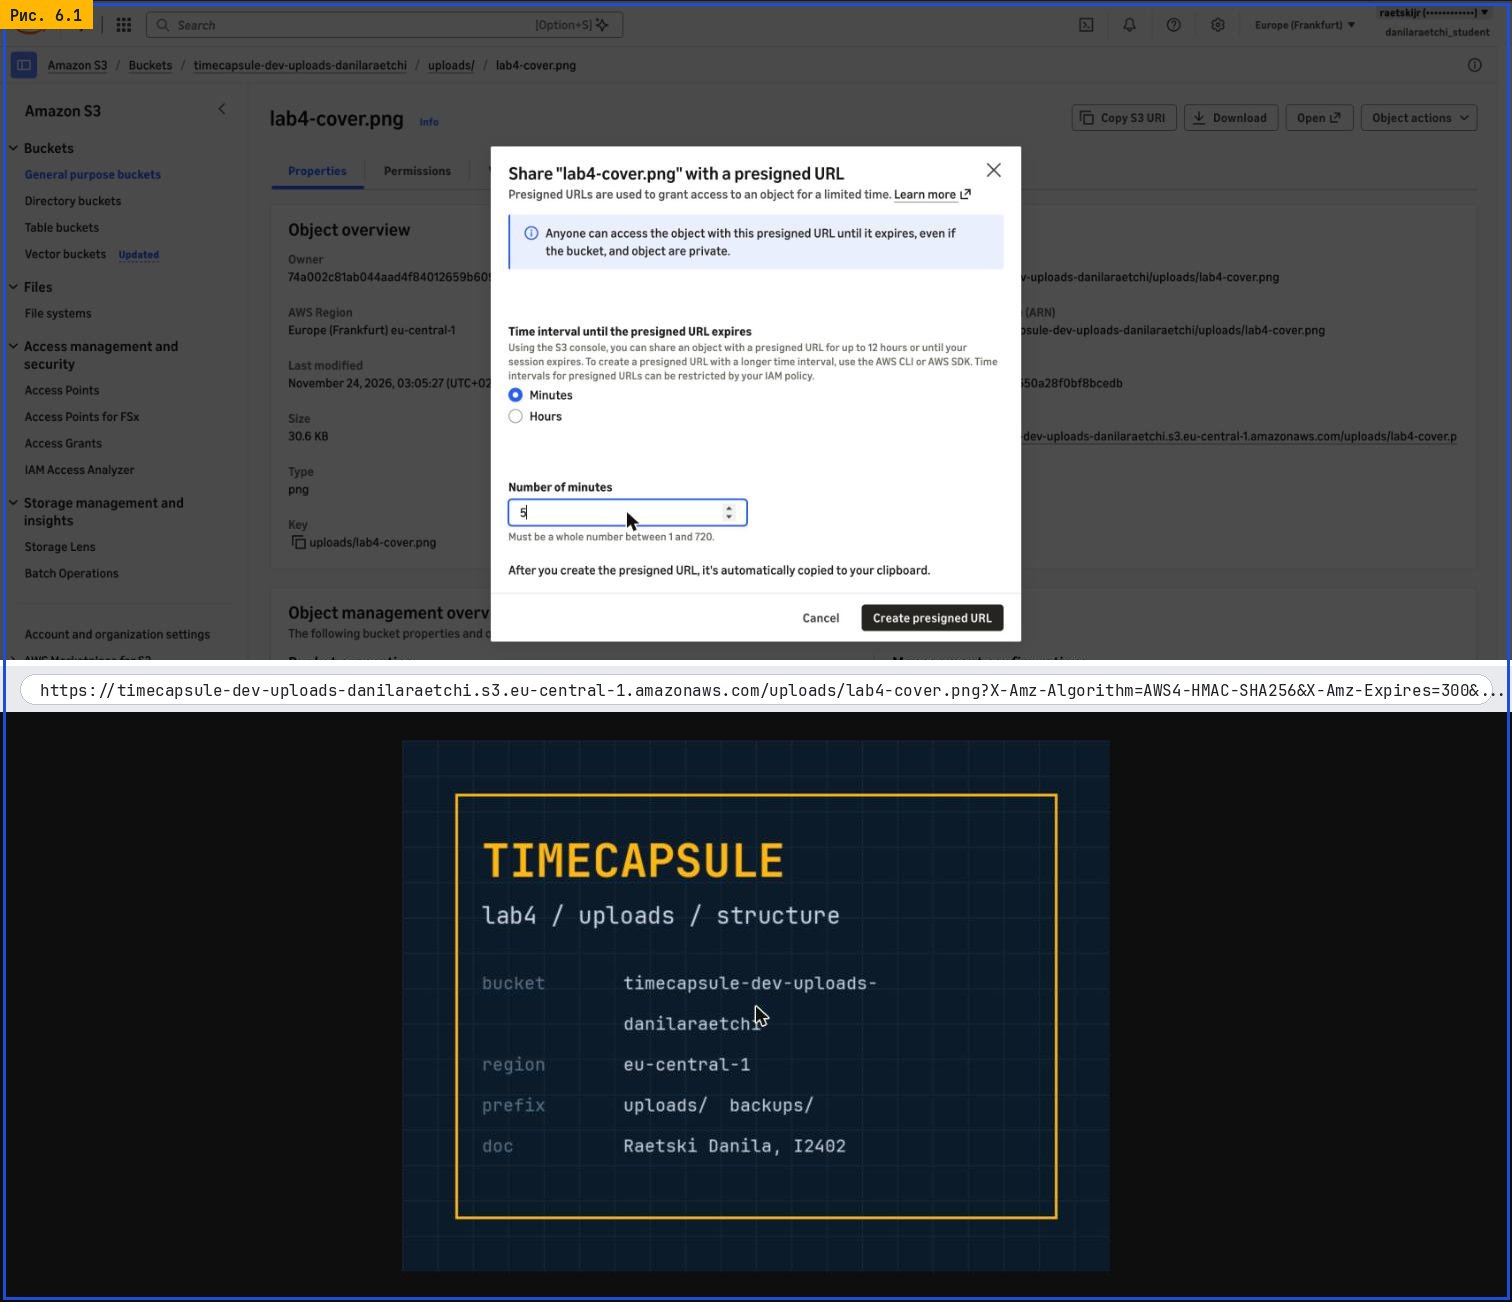 Рис. 6.1
Search
[Option+S]
Europe (Frankfurt)
raetskijr (••••••••••••)
danilaraetchi_student
Amazon S3 / Buckets / timecapsule-dev-uploads-danilaraetchi / uploads/ / lab4-cover.png
Amazon S3
Buckets
General purpose buckets
Directory buckets
Table buckets
Vector buckets Updated
Files
File systems
Access management and
security
Access Points
Access Points for FSx
Access Grants
IAM Access Analyzer
Storage management and
insights
Storage Lens
Batch Operations
Account and organization settings
AWS Marketplace for S3
lab4-cover.png Info
Copy S3 URI
Download
Open
Object actions
Properties
Permissions
Object overview
Owner
74a002c81ab044aad4f84012659b609
AWS Region
Europe (Frankfurt) eu-central-1
Last modified
November 24, 2026, 03:05:27 (UTC+02
Size
30.6 KB
Type
png
Key
uploads/lab4-cover.png
v-uploads-danilaraetchi/uploads/lab4-cover.png
(ARN)
psule-dev-uploads-danilaraetchi/uploads/lab4-cover.png
550a28f0bf8bcedb
-dev-uploads-danilaraetchi.s3.eu-central-1.amazonaws.com/uploads/lab4-cover.p
Object management overv
The following bucket properties and o
Share "lab4-cover.png" with a presigned URL
Presigned URLs are used to grant access to an object for a limited time. Learn more
Anyone can access the object with this presigned URL until it expires, even if
the bucket, and object are private.
Time interval until the presigned URL expires
Using the S3 console, you can share an object with a presigned URL for up to 12 hours or until your
session expires. To create a presigned URL with a longer time interval, use the AWS CLI or AWS SDK. Time
intervals for presigned URLs can be restricted by your IAM policy.
Minutes
Hours
Number of minutes
5
Must be a whole number between 1 and 720.
After you create the presigned URL, it's automatically copied to your clipboard.
Cancel
Create presigned URL
https://timecapsule-dev-uploads-danilaraetchi.s3.eu-central-1.amazonaws.com/uploads/lab4-cover.png?X-Amz-Algorithm=AWS4-HMAC-SHA256&X-Amz-Expires=300&...
TIMECAPSULE
lab4 / uploads / structure
bucket timecapsule-dev-uploads-
danilaraetchi
region eu-central-1
prefix uploads/ backups/
doc Raetski Danila, I2402